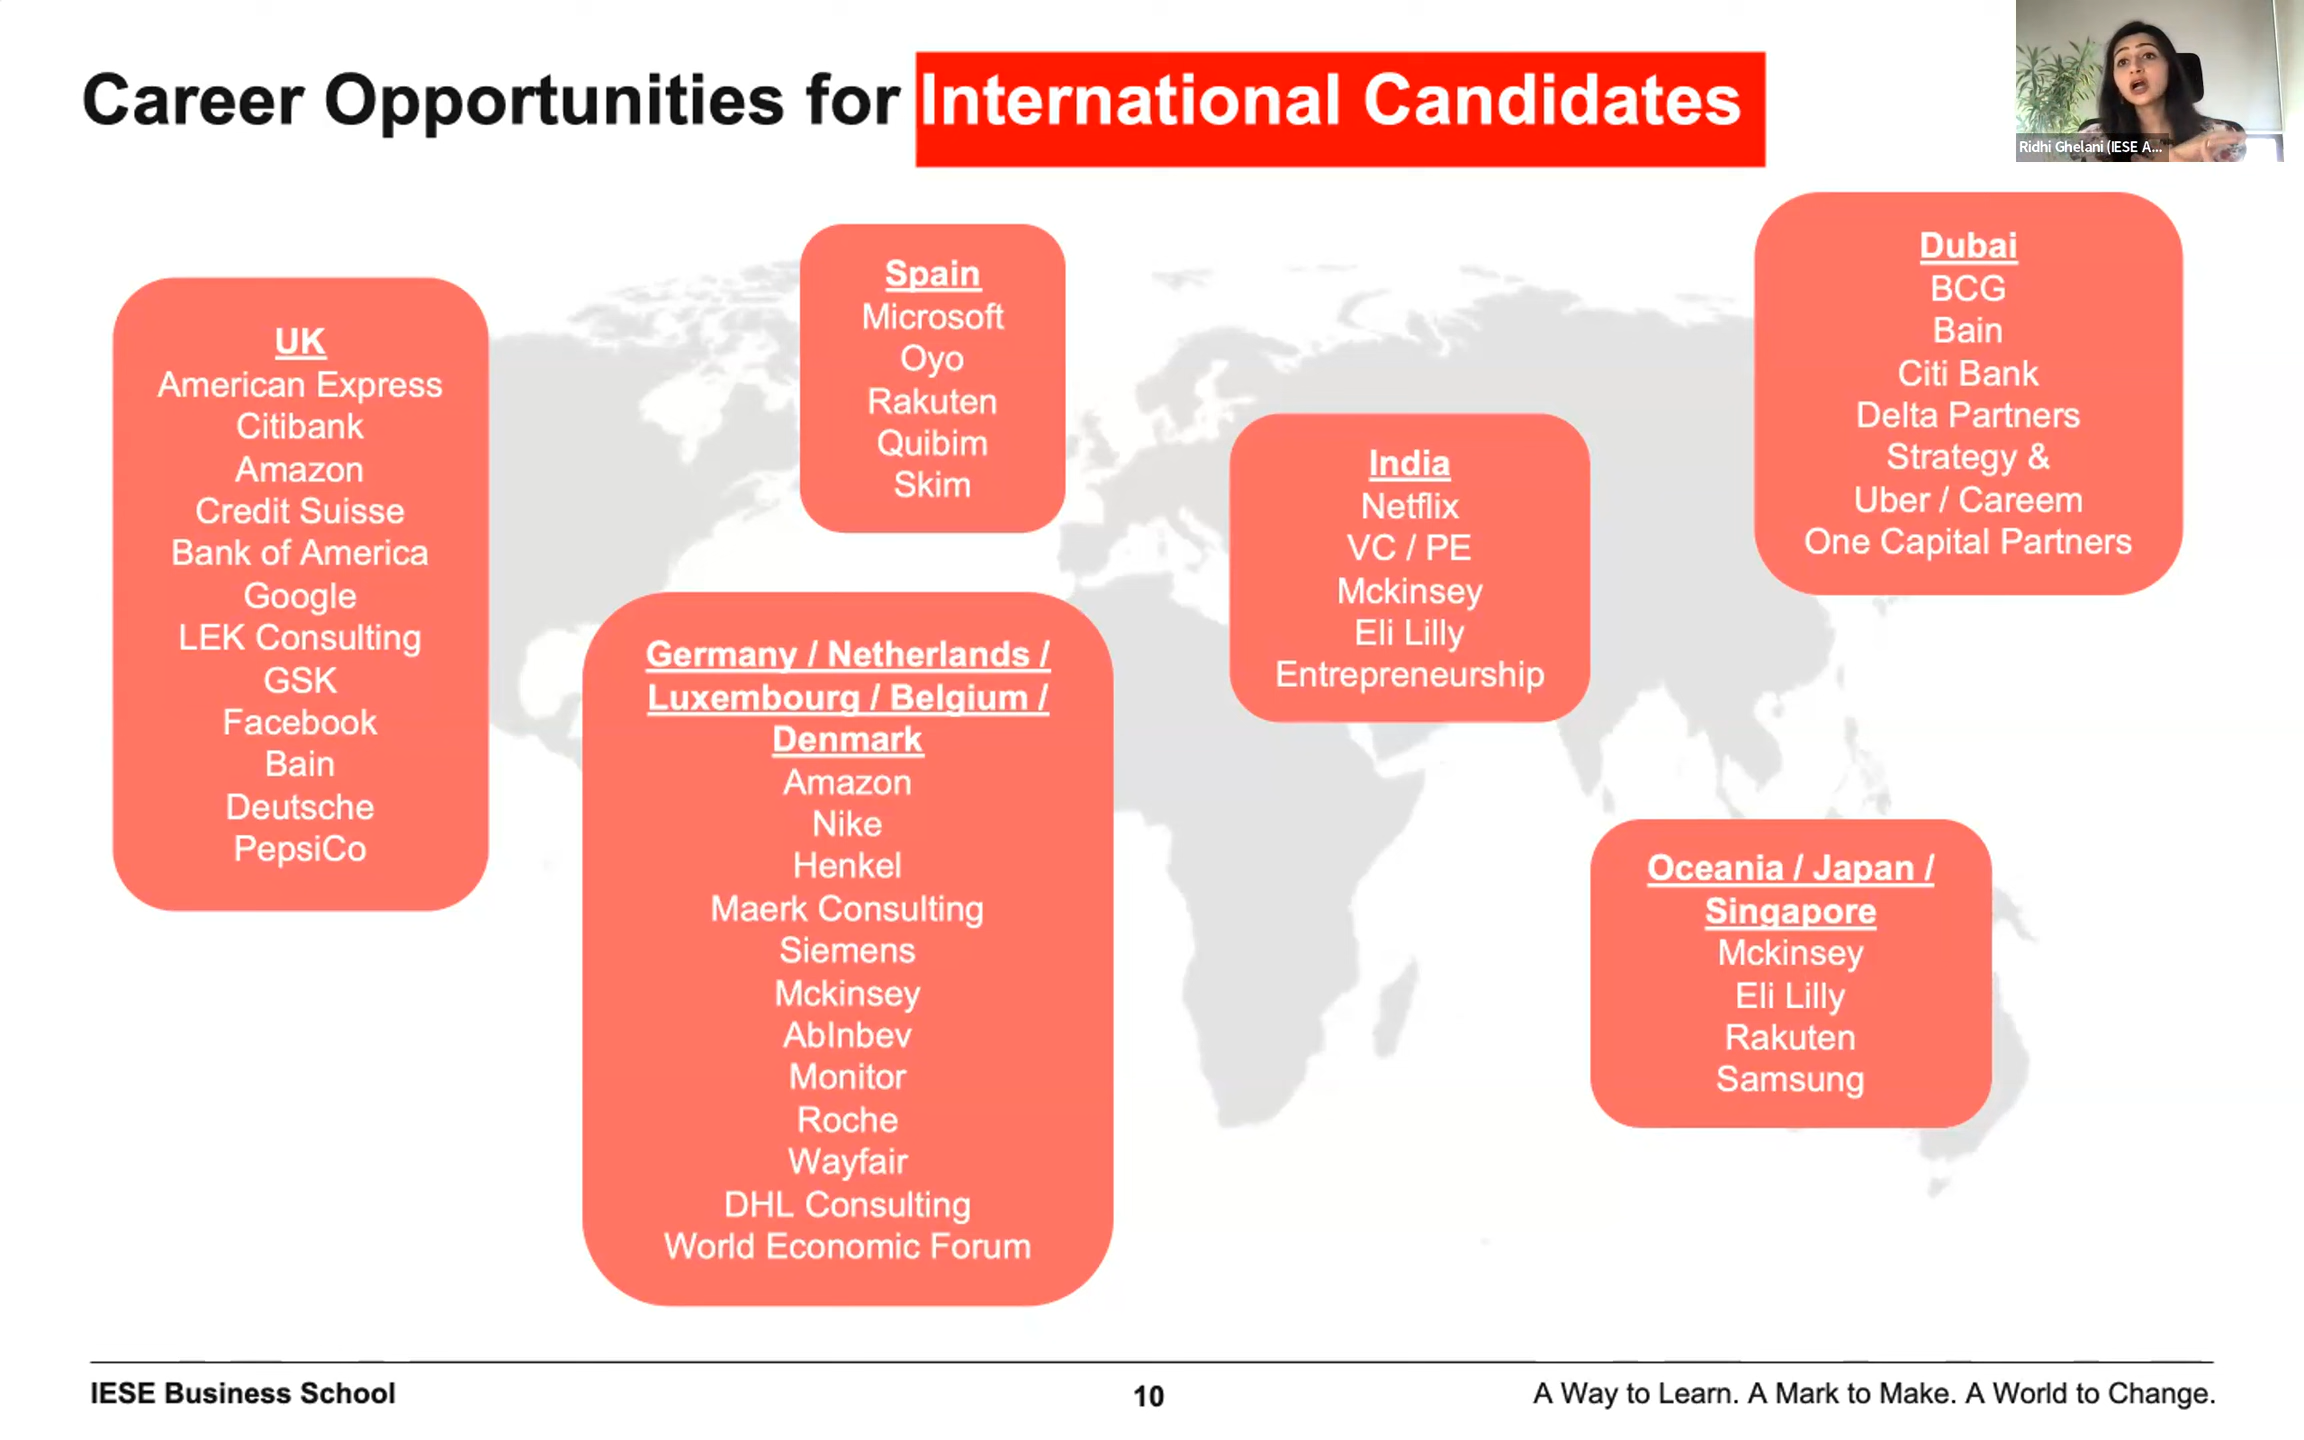 Career Opportunities for International Candidates
Ridhi Ghelani (IESE A...
UK
American Express
Citibank
Amazon
Credit Suisse
Bank of America
Google
LEK Consulting
GSK
Facebook
Bain
Deutsche
PepsiCo
Spain
Microsoft
Oyo
Rakuten
Quibim
Skim
Germany / Netherlands /
Luxembourg / Belgium /
Denmark
Amazon
Nike
Henkel
Maerk Consulting
Siemens
Mckinsey
AbInbev
Monitor
Roche
Wayfair
DHL Consulting
World Economic Forum
India
Netflix
VC / PE
Mckinsey
Eli Lilly
Entrepreneurship
Dubai
BCG
Bain
Citi Bank
Delta Partners
Strategy &
Uber / Careem
One Capital Partners
Oceania / Japan /
Singapore
Mckinsey
Eli Lilly
Rakuten
Samsung
IESE Business School
10
A Way to Learn. A Mark to Make. A World to Change.